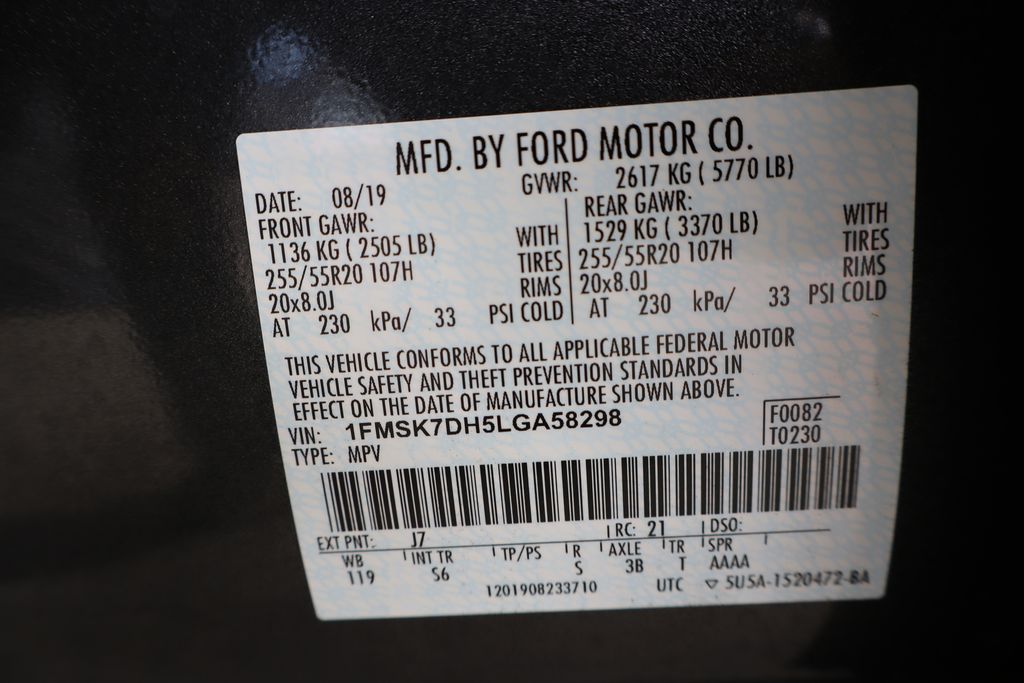 MFD. BY FORD MOTOR CO.
DATE: 08/19 GVWR: 2617 KG ( 5770 LB)
FRONT GAWR: REAR GAWR:
1136 KG ( 2505 LB) WITH 1529 KG ( 3370 LB) WITH
255/55R20 107H TIRES 255/55R20 107H TIRES
20x8.0J RIMS 20x8.0J RIMS
AT 230 kPa/ 33 PSI COLD AT 230 kPa/ 33 PSI COLD
THIS VEHICLE CONFORMS TO ALL APPLICABLE FEDERAL MOTOR
VEHICLE SAFETY AND THEFT PREVENTION STANDARDS IN
EFFECT ON THE DATE OF MANUFACTURE SHOWN ABOVE.
VIN: 1FMSK7DH5LGA58298 F0082
TYPE: MPV T0230
EXT PNT: J7 RC: 21 DSO:
WB INT TR TP/PS R AXLE TR SPR
119 S6 S 3B T AAAA
1201908233710 UTC ▽ 5U5A-1520472-BA